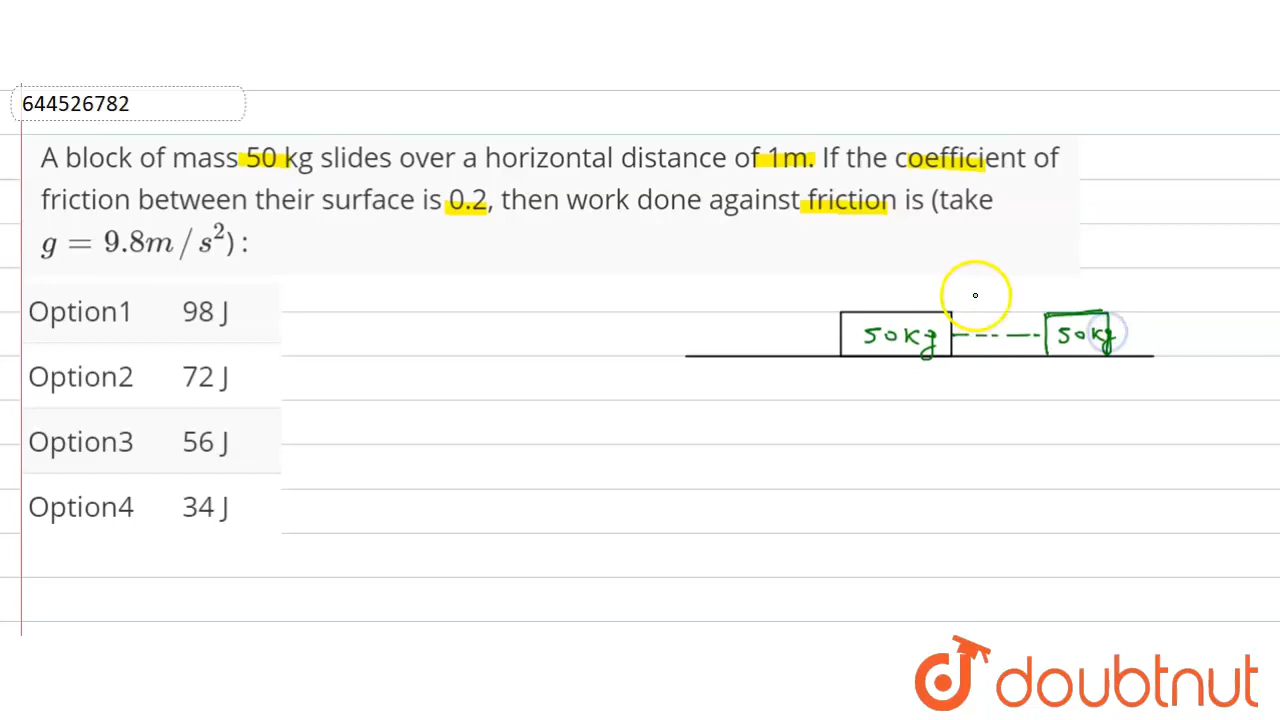 644526782
A block of mass 50 kg slides over a horizontal distance of 1m. If the coefficient of
friction between their surface is 0.2, then work done against friction is (take
g = 9.8m / s²) :
Option1 98 J
50kg 50kg
Option2 72 J
Option3 56 J
Option4 34 J
doubtnut